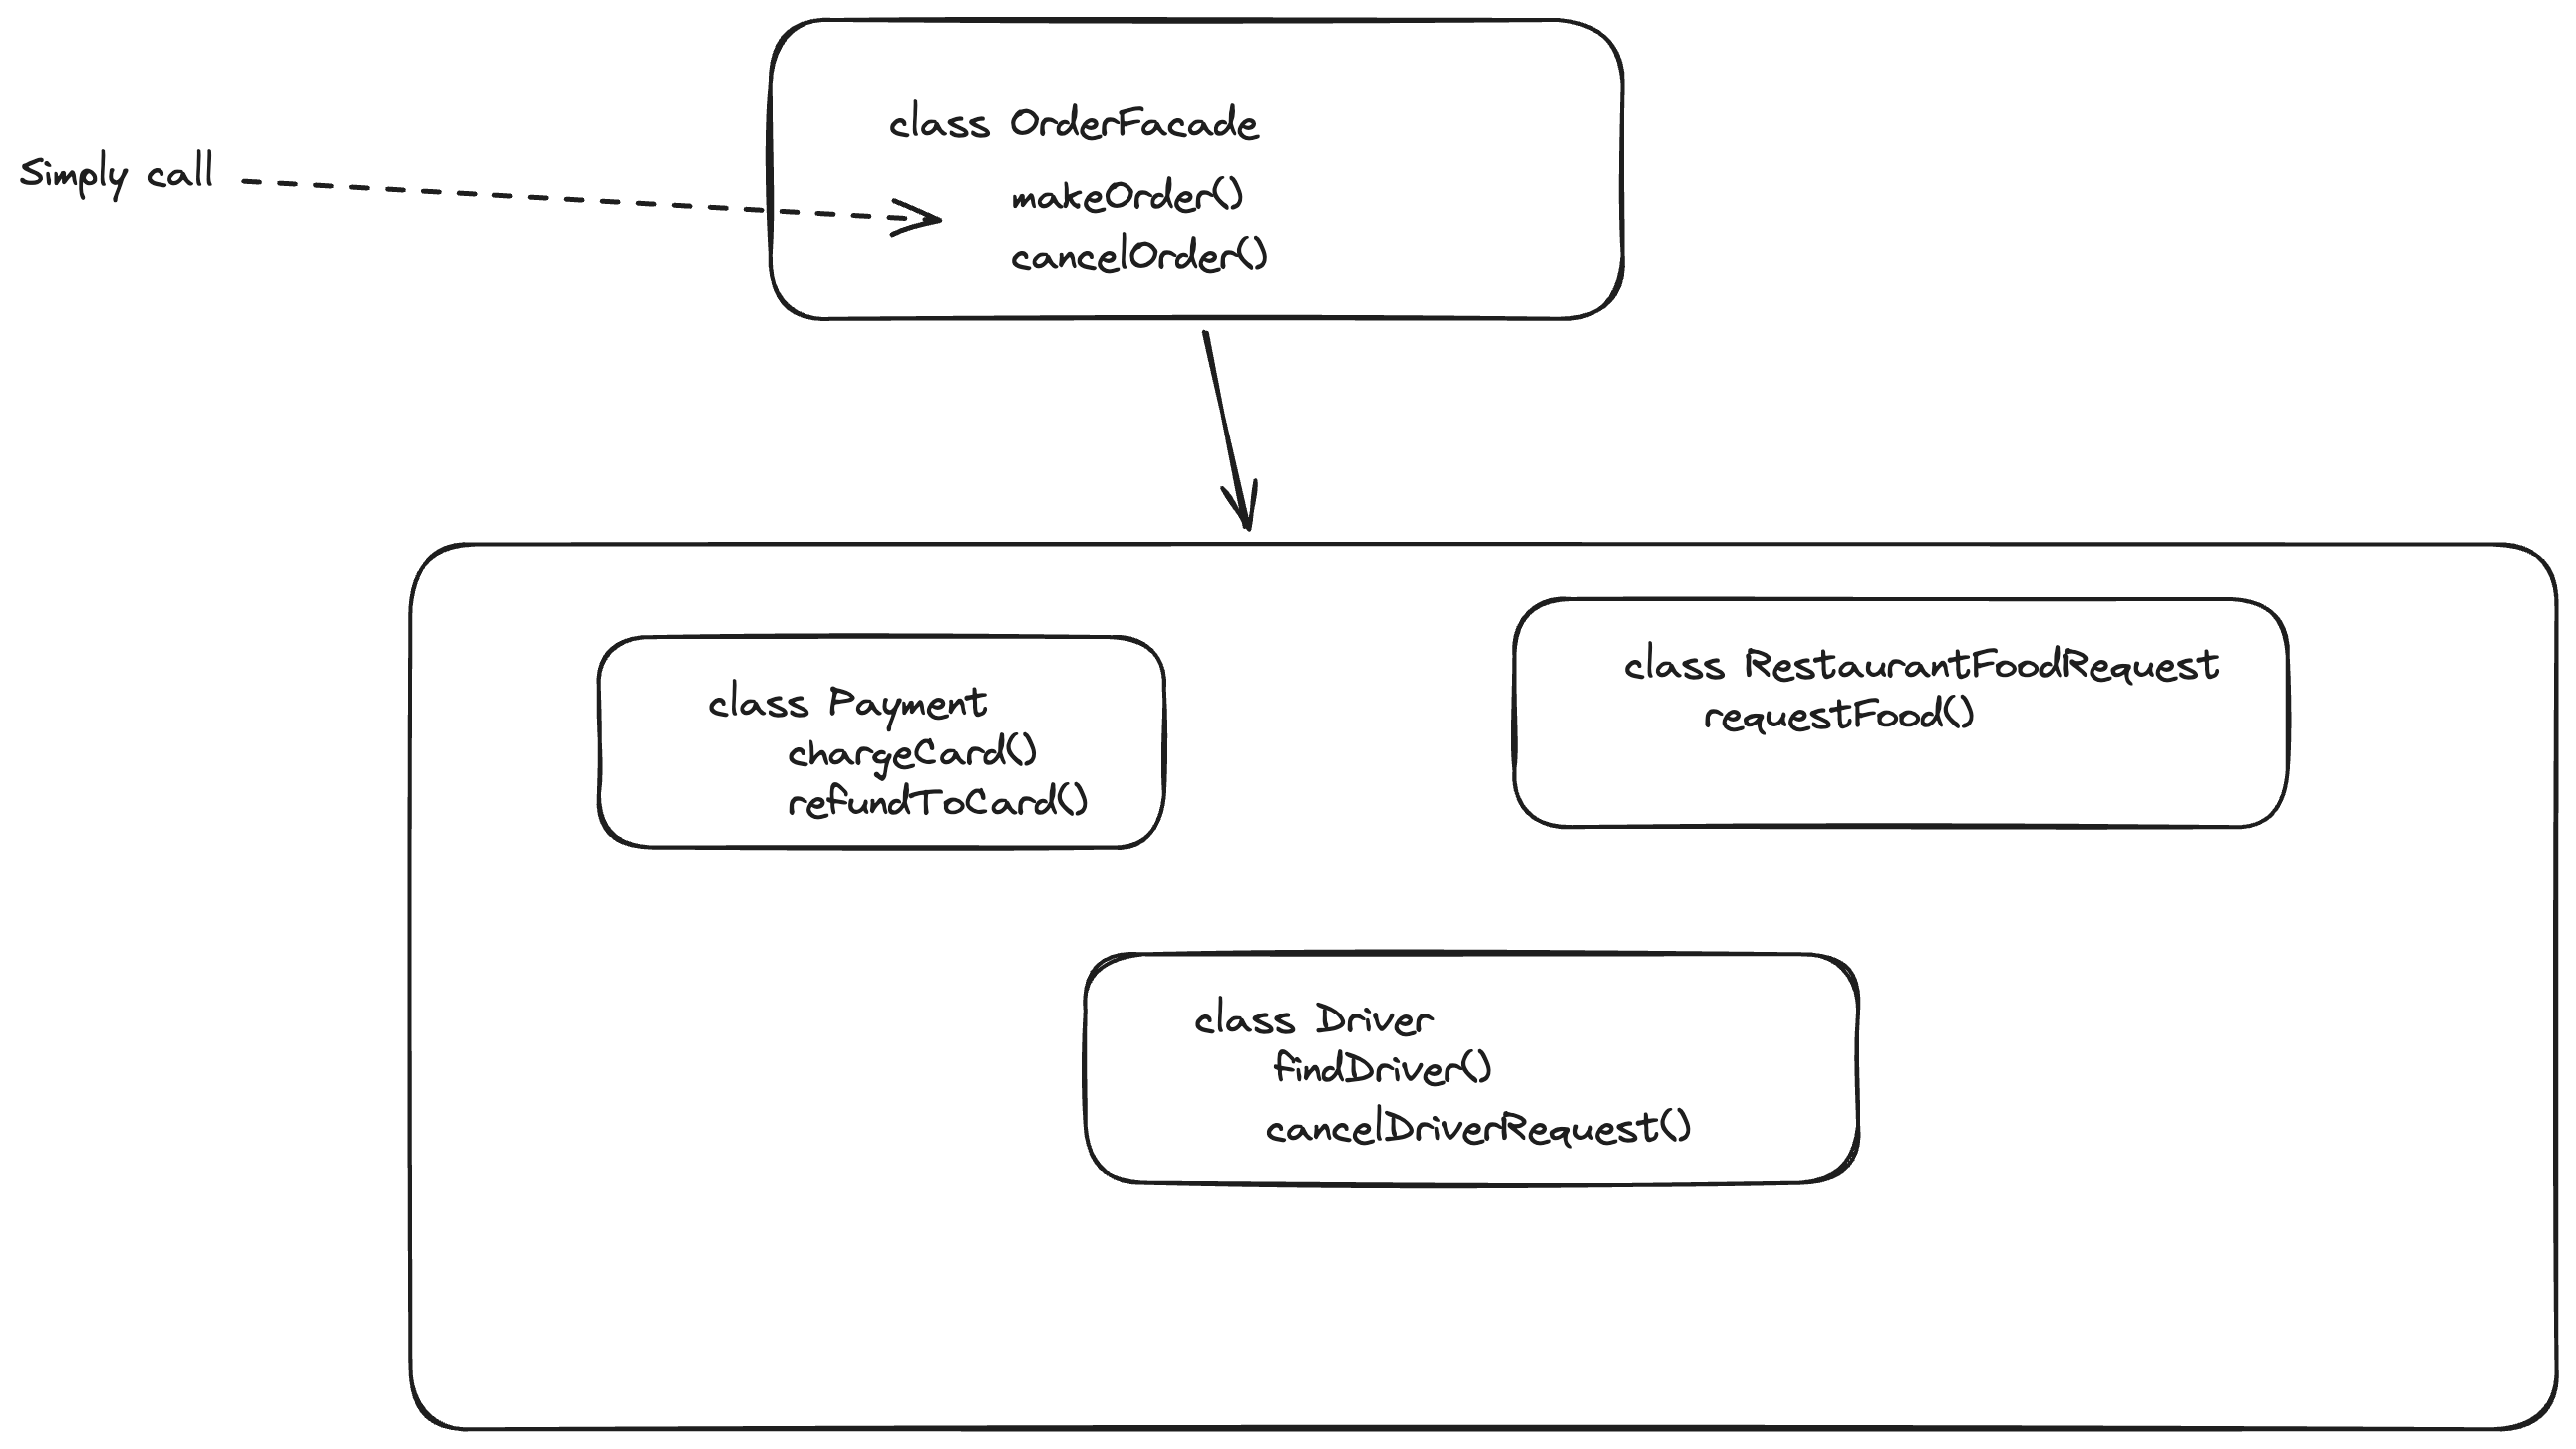 class OrderFacade
Simply call
makeOrder()
cancelOrder()
class Payment
chargeCard()
refundToCard()
class RestaurantFoodRequest
requestFood()
class Driver
findDriver()
cancelDriverRequest()